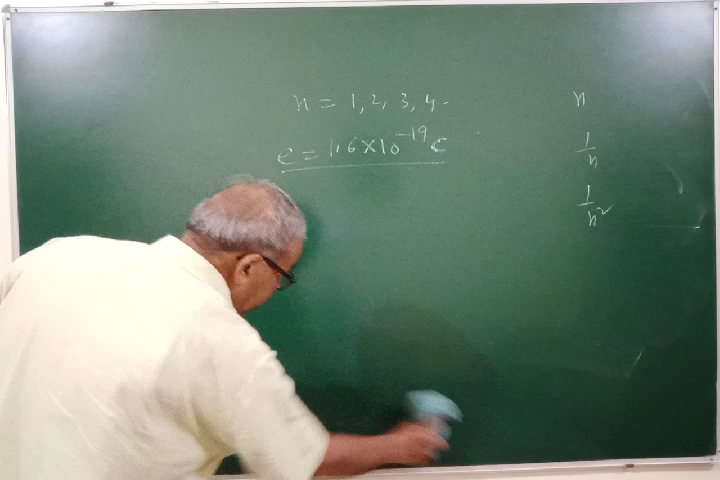 n = 1, 2, 3, 4.
e = 1.6 × 10⁻¹⁹ C
n
1/n
1/n²